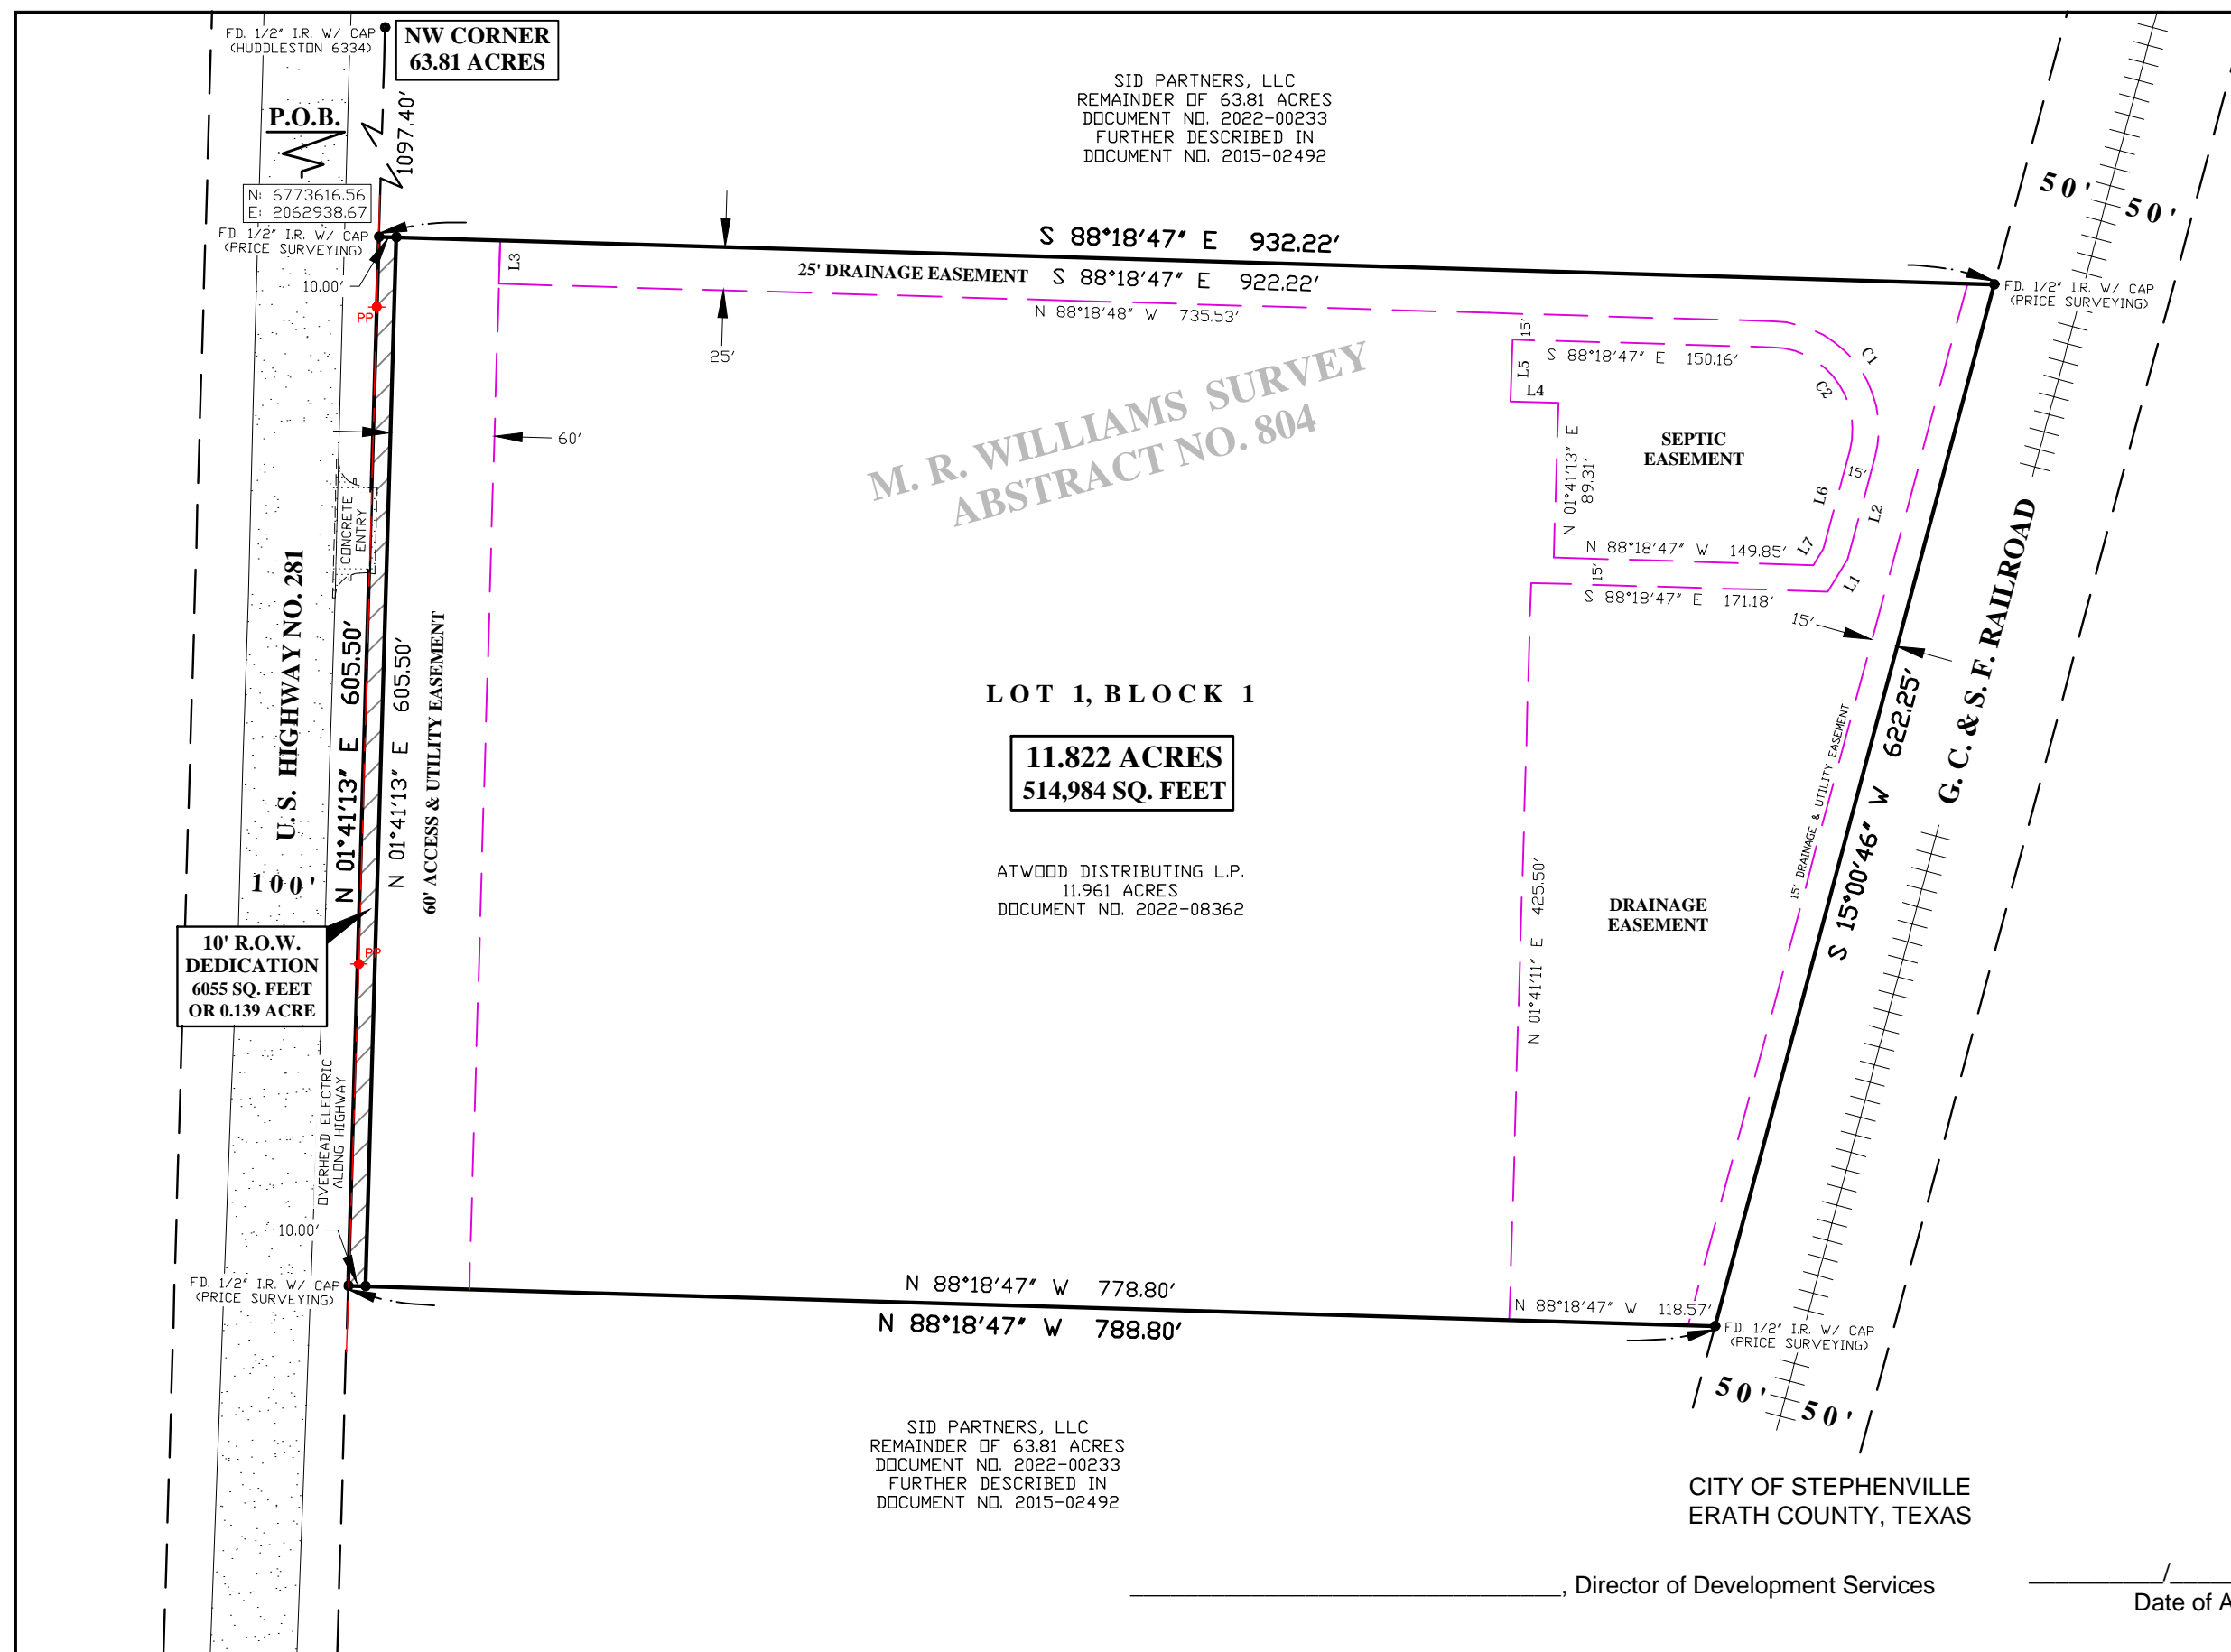 FD. 1/2" I.R. W/ CAP
(HUDDLESTON 6334)
NW CORNER
63.81 ACRES
P.O.B.
1097.40'
N: 6773616.56
E: 2062938.67
FD. 1/2" I.R. W/ CAP
(PRICE SURVEYING)
10.00'
PP
SID PARTNERS, LLC
REMAINDER OF 63.81 ACRES
DOCUMENT NO. 2022-00233
FURTHER DESCRIBED IN
DOCUMENT NO. 2015-02492
50'
50'
S 88°18'47" E 932.22'
L3
25' DRAINAGE EASEMENT S 88°18'47" E 922.22'
N 88°18'48" W 735.53'
25'
FD. 1/2" I.R. W/ CAP
(PRICE SURVEYING)
15'
S 88°18'47" E 150.16'
C1
C2
L5
L4
M. R. WILLIAMS SURVEY
ABSTRACT NO. 804
60'
SEPTIC
EASEMENT
N 01°41'13" E
89.31'
15'
L6
L2
N 88°18'47" W 149.85'
L7
15'
L1
S 88°18'47" E 171.18'
15'
CONCRETE
ENTRY
U.S. HIGHWAY NO. 281
100'
N 01°41'13" E 605.50'
N 01°41'13" E 605.50'
60' ACCESS & UTILITY EASEMENT
LOT 1, BLOCK 1
11.822 ACRES
514,984 SQ. FEET
ATWOOD DISTRIBUTING L.P.
11.961 ACRES
DOCUMENT NO. 2022-08362
N 01°41'11" E 425.50'
DRAINAGE
EASEMENT
15' DRAINAGE & UTILITY EASEMENT
S 15°00'46" W 622.25'
G. C. & S. F. RAILROAD
10' R.O.W.
DEDICATION
6055 SQ. FEET
OR 0.139 ACRE
PP
OVERHEAD ELECTRIC
ALONG HIGHWAY
10.00'
FD. 1/2" I.R. W/ CAP
(PRICE SURVEYING)
N 88°18'47" W 778.80'
N 88°18'47" W 788.80'
N 88°18'47" W 118.57'
FD. 1/2" I.R. W/ CAP
(PRICE SURVEYING)
50'
50'
SID PARTNERS, LLC
REMAINDER OF 63.81 ACRES
DOCUMENT NO. 2022-00233
FURTHER DESCRIBED IN
DOCUMENT NO. 2015-02492
CITY OF STEPHENVILLE
ERATH COUNTY, TEXAS
________________________________, Director of Development Services __________/____
Date of A